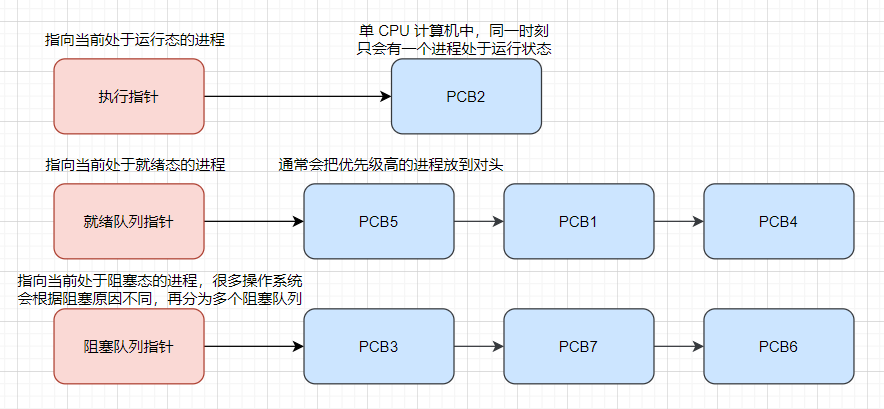 指向当前处于运行态的进程
单 CPU 计算机中，同一时刻
只会有一个进程处于运行状态
执行指针
PCB2
指向当前处于就绪态的进程
通常会把优先级高的进程放到对头
就绪队列指针
PCB5
PCB1
PCB4
指向当前处于阻塞态的进程，很多操作系统
会根据阻塞原因不同，再分为多个阻塞队列
阻塞队列指针
PCB3
PCB7
PCB6